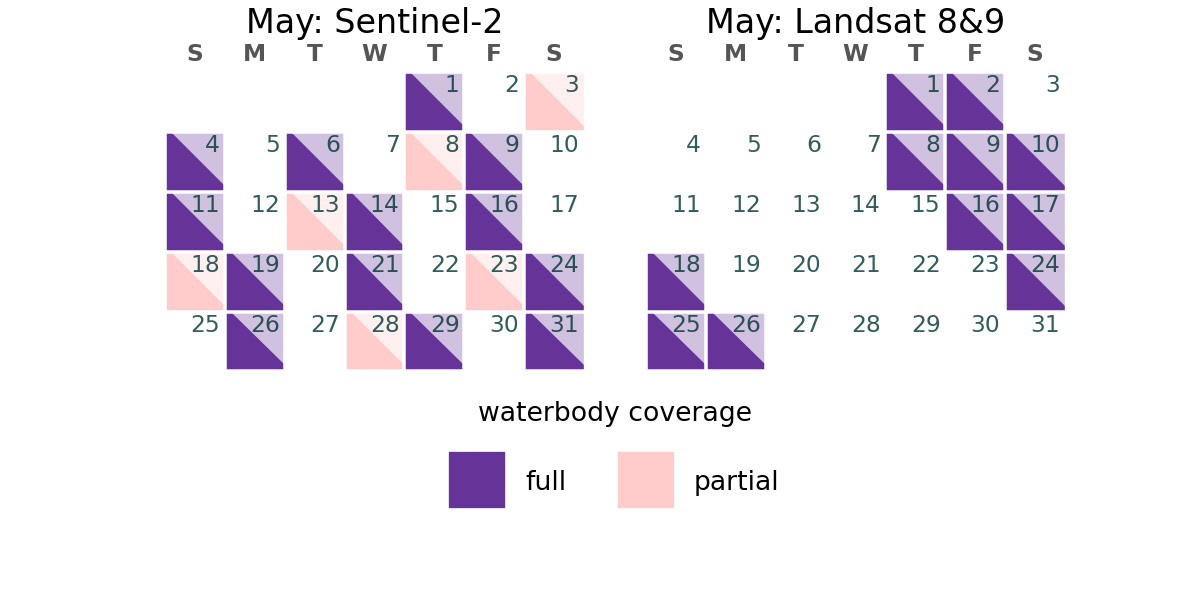 May: Sentinel-2
S M T W T F S
1 2 3
4 5 6 7 8 9 10
11 12 13 14 15 16 17
18 19 20 21 22 23 24
25 26 27 28 29 30 31
May: Landsat 8&9
S M T W T F S
1 2 3
4 5 6 7 8 9 10
11 12 13 14 15 16 17
18 19 20 21 22 23 24
25 26 27 28 29 30 31
waterbody coverage
full partial